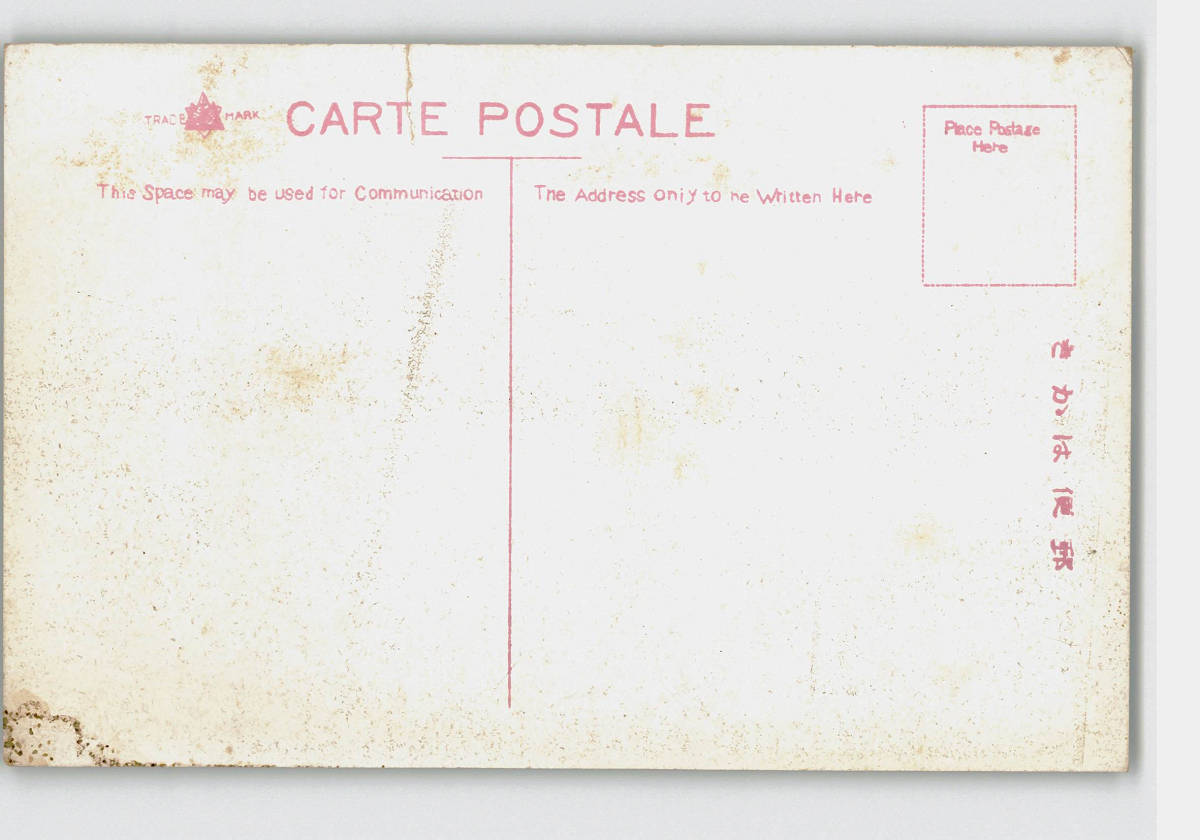 TRADE MARK
CARTE POSTALE
Place Postage
Here
This Space may be used for Communication
The Address only to be Written Here
きかは便郵